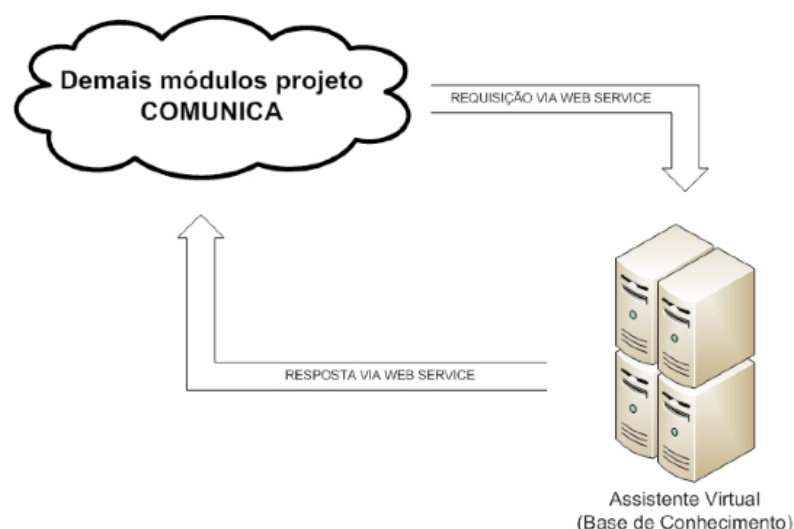 Demais módulos projeto
COMUNICA
REQUISIÇÃO VIA WEB SERVICE
RESPOSTA VIA WEB SERVICE
Assistente Virtual
(Base de Conhecimento)